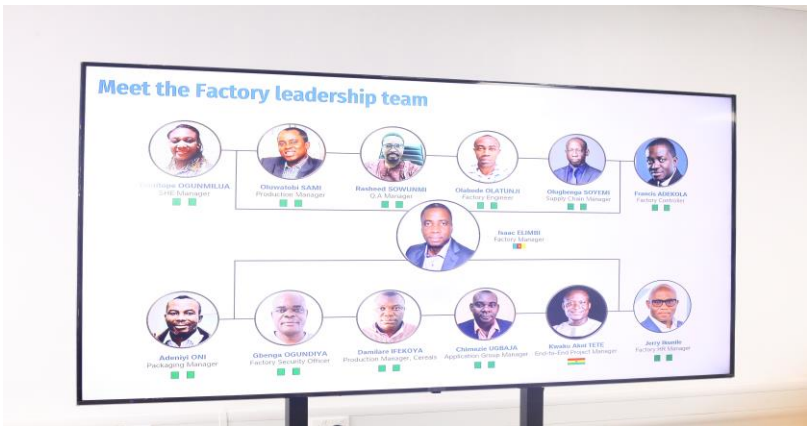 Meet the Factory leadership team
OGUNMILUA
SHE Manager
Oluwatobi SAMI
Production Manager
Rasheed SOWUNMI
Q.A Manager
Olabode OLATUNJI
Factory Engineer
Olugbenga SOYEMI
Supply Chain Manager
Francis ADEKOLA
Factory Controller
Isaac ELIMBI
Factory Manager
Adeniyi ONI
Packaging Manager
Gbenga OGUNDIYA
Factory Security Officer
Damilare IFEKOYA
Production Manager, Cereals
Chinozie UGBAJA
Application Group Manager
Kwaku Akoi TETE
End-to-End Project Manager
Jerry
Factory HR Manager